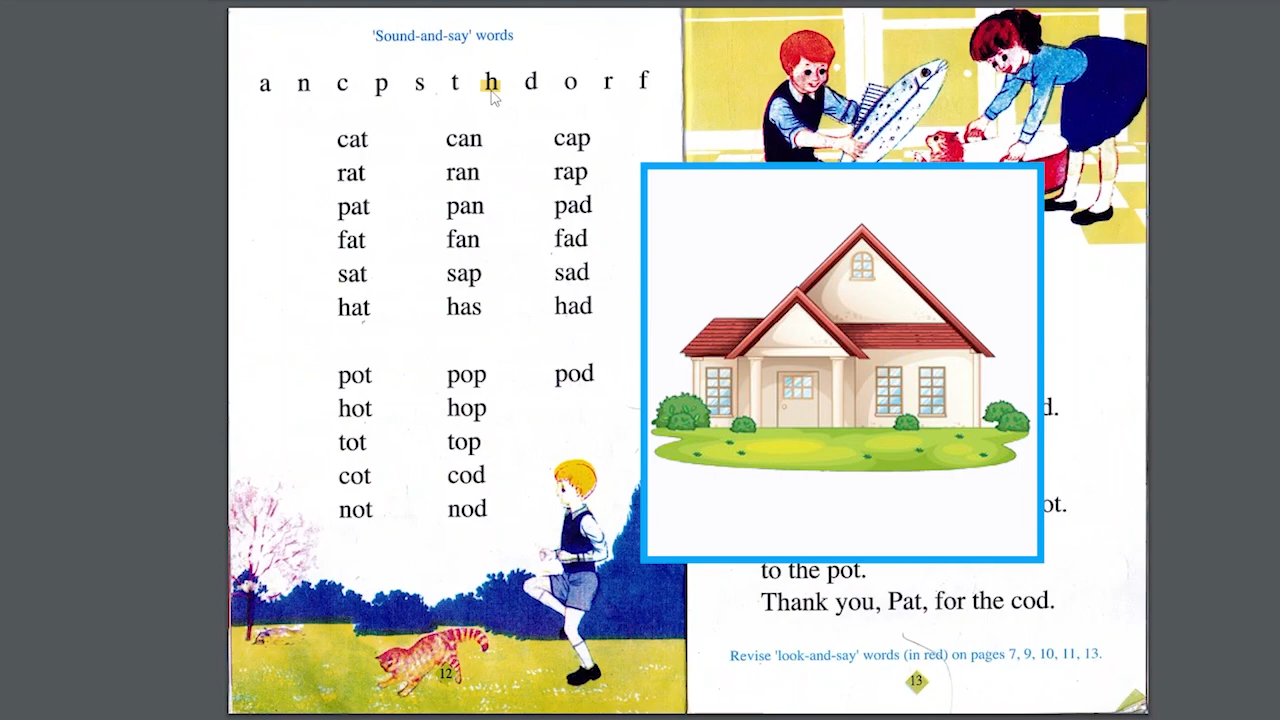 'Sound-and-say' words
a n c p s t h d o r f
cat can cap
rat ran rap
pat pan pad
fat fan fad
sat sap sad
hat has had
pot pop pod
hot hop
tot top
cot cod
not nod
12
d.
ot.
to the pot.
Thank you, Pat, for the cod.
Revise 'look-and-say' words (in red) on pages 7, 9, 10, 11, 13.
13